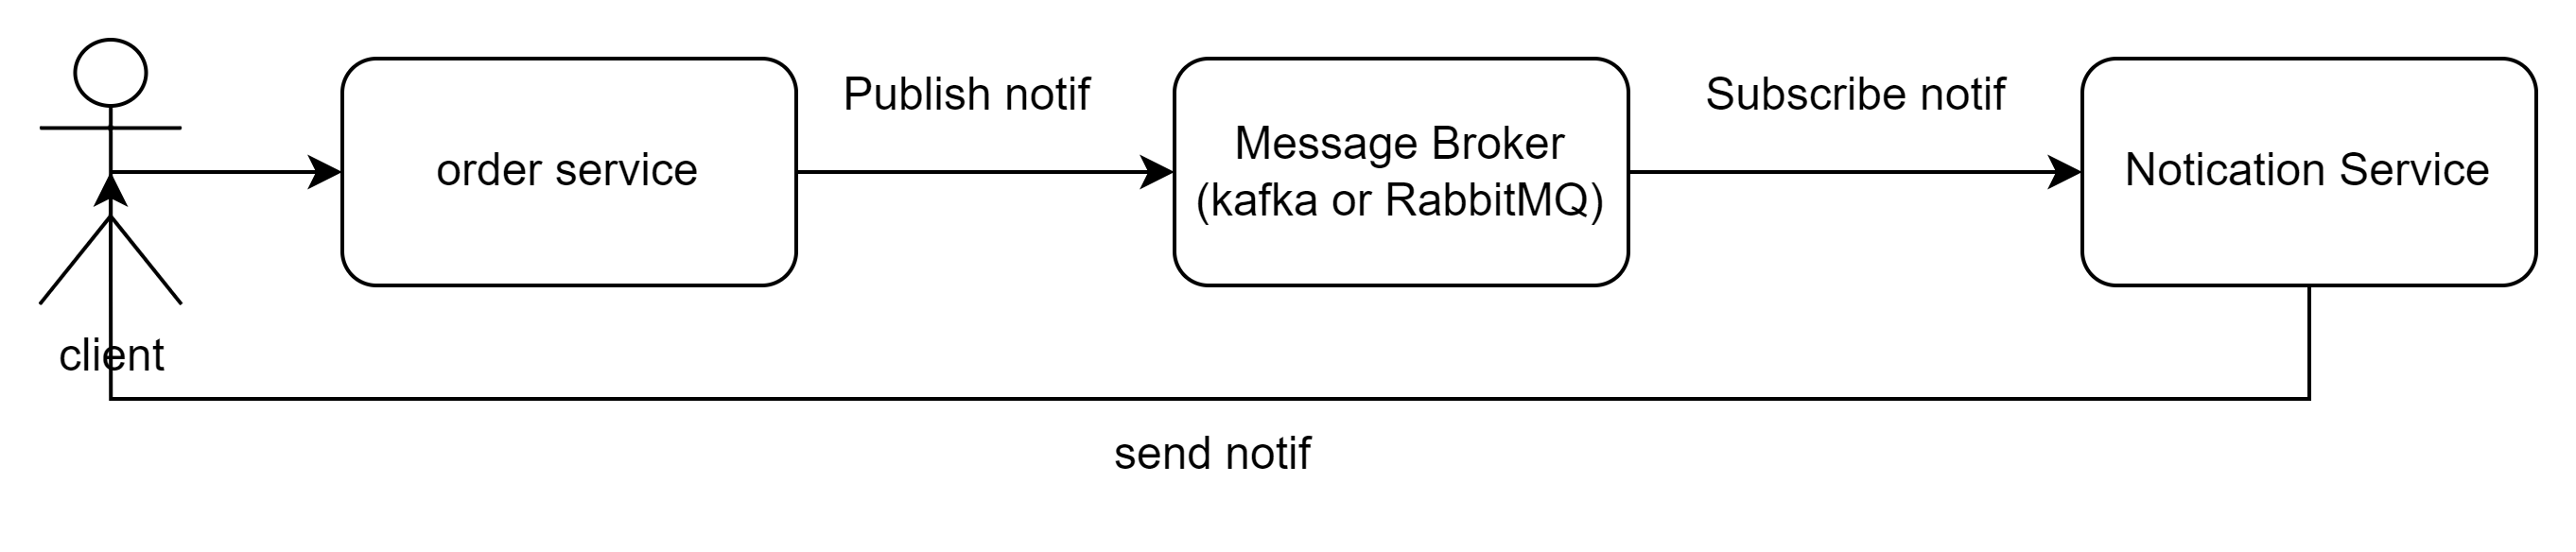 Publish notif
Subscribe notif
order service
Message Broker
(kafka or RabbitMQ)
Notication Service
client
send notif